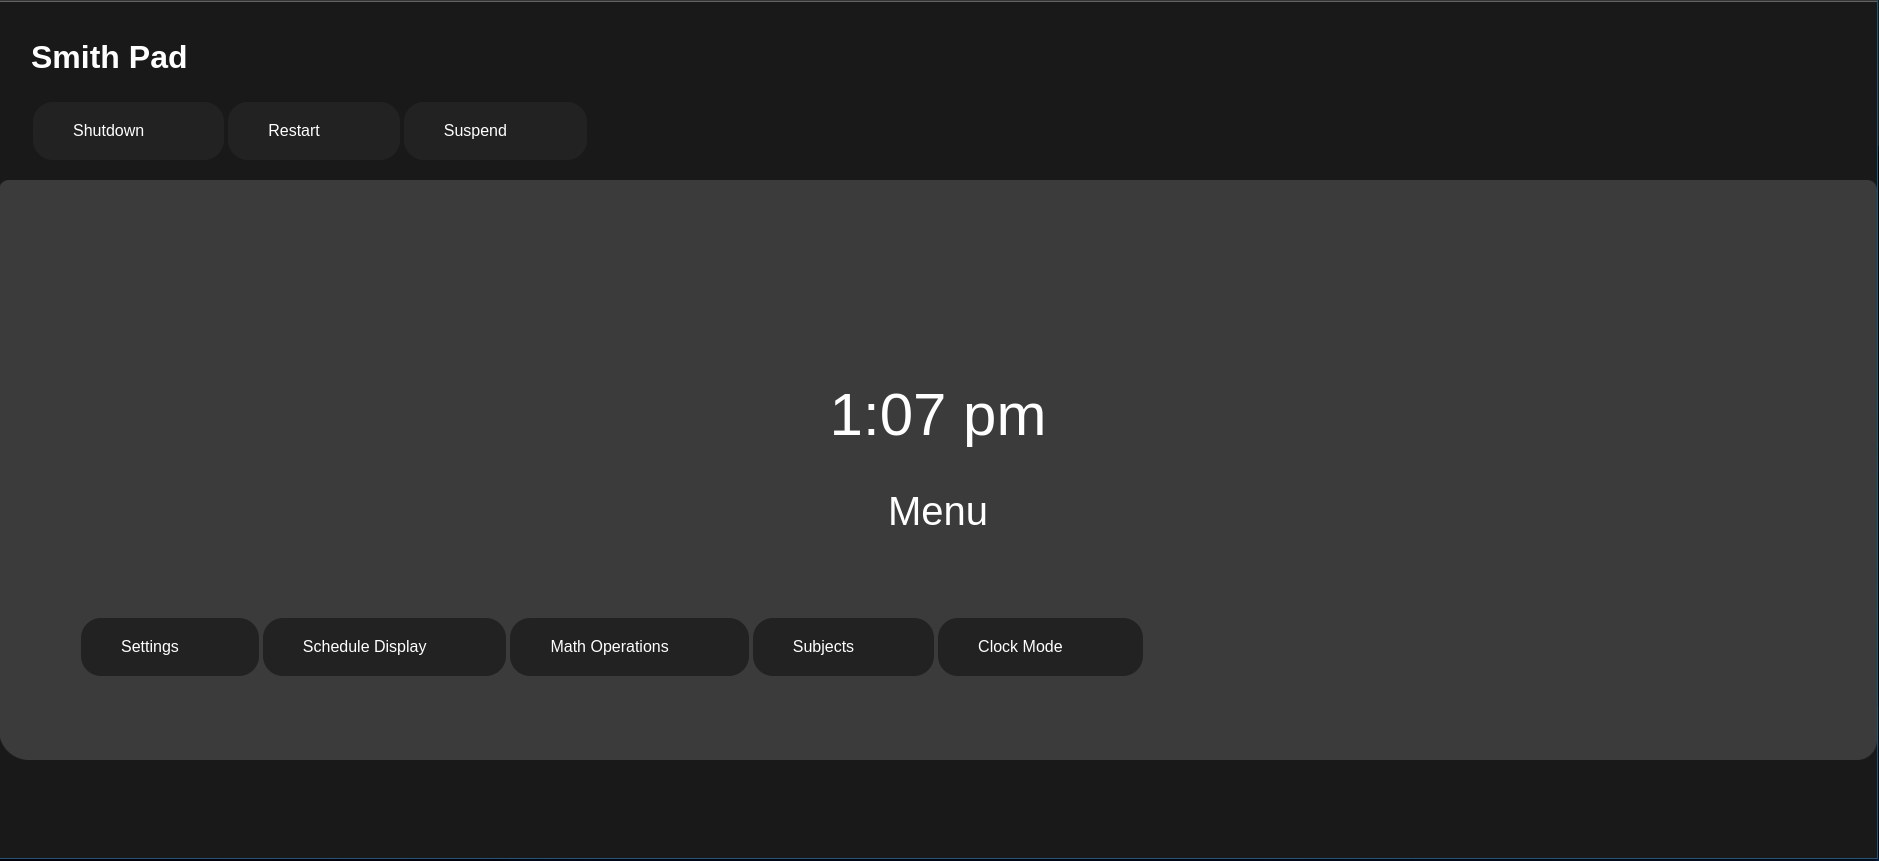 Smith Pad
Shutdown Restart Suspend
1:07 pm
Menu
Settings Schedule Display Math Operations Subjects Clock Mode